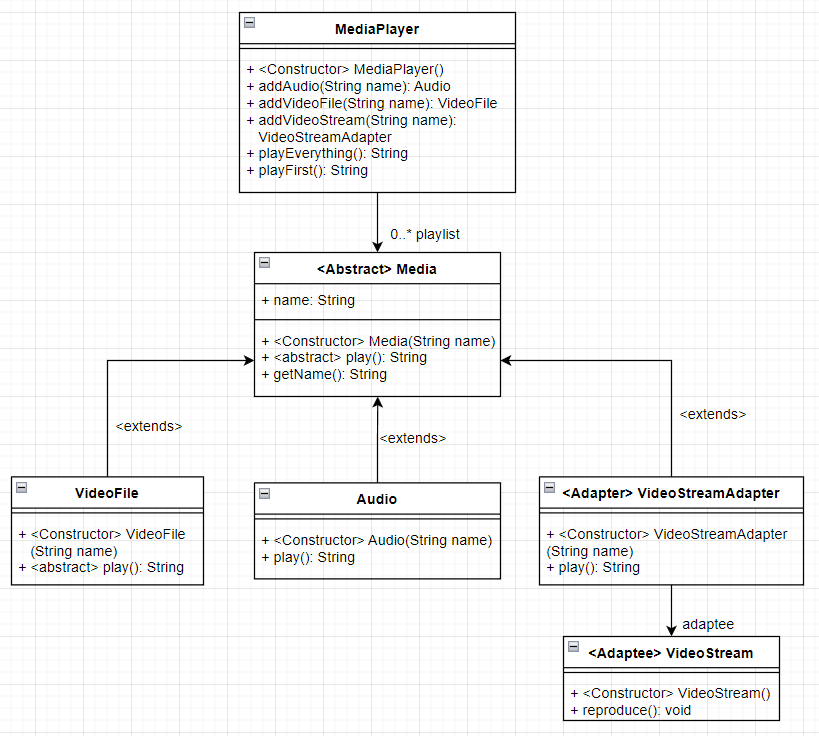 MediaPlayer
+ <Constructor> MediaPlayer()
+ addAudio(String name): Audio
+ addVideoFile(String name): VideoFile
+ addVideoStream(String name):
VideoStreamAdapter
+ playEverything(): String
+ playFirst(): String
0..* playlist
<Abstract> Media
+ name: String
+ <Constructor> Media(String name)
+ <abstract> play(): String
+ getName(): String
<extends>
<extends>
<extends>
VideoFile
+ <Constructor> VideoFile
(String name)
+ <abstract> play(): String
Audio
+ <Constructor> Audio(String name)
+ play(): String
<Adapter> VideoStreamAdapter
+ <Constructor> VideoStreamAdapter
(String name)
+ play(): String
adaptee
<Adaptee> VideoStream
+ <Constructor> VideoStream()
+ reproduce(): void